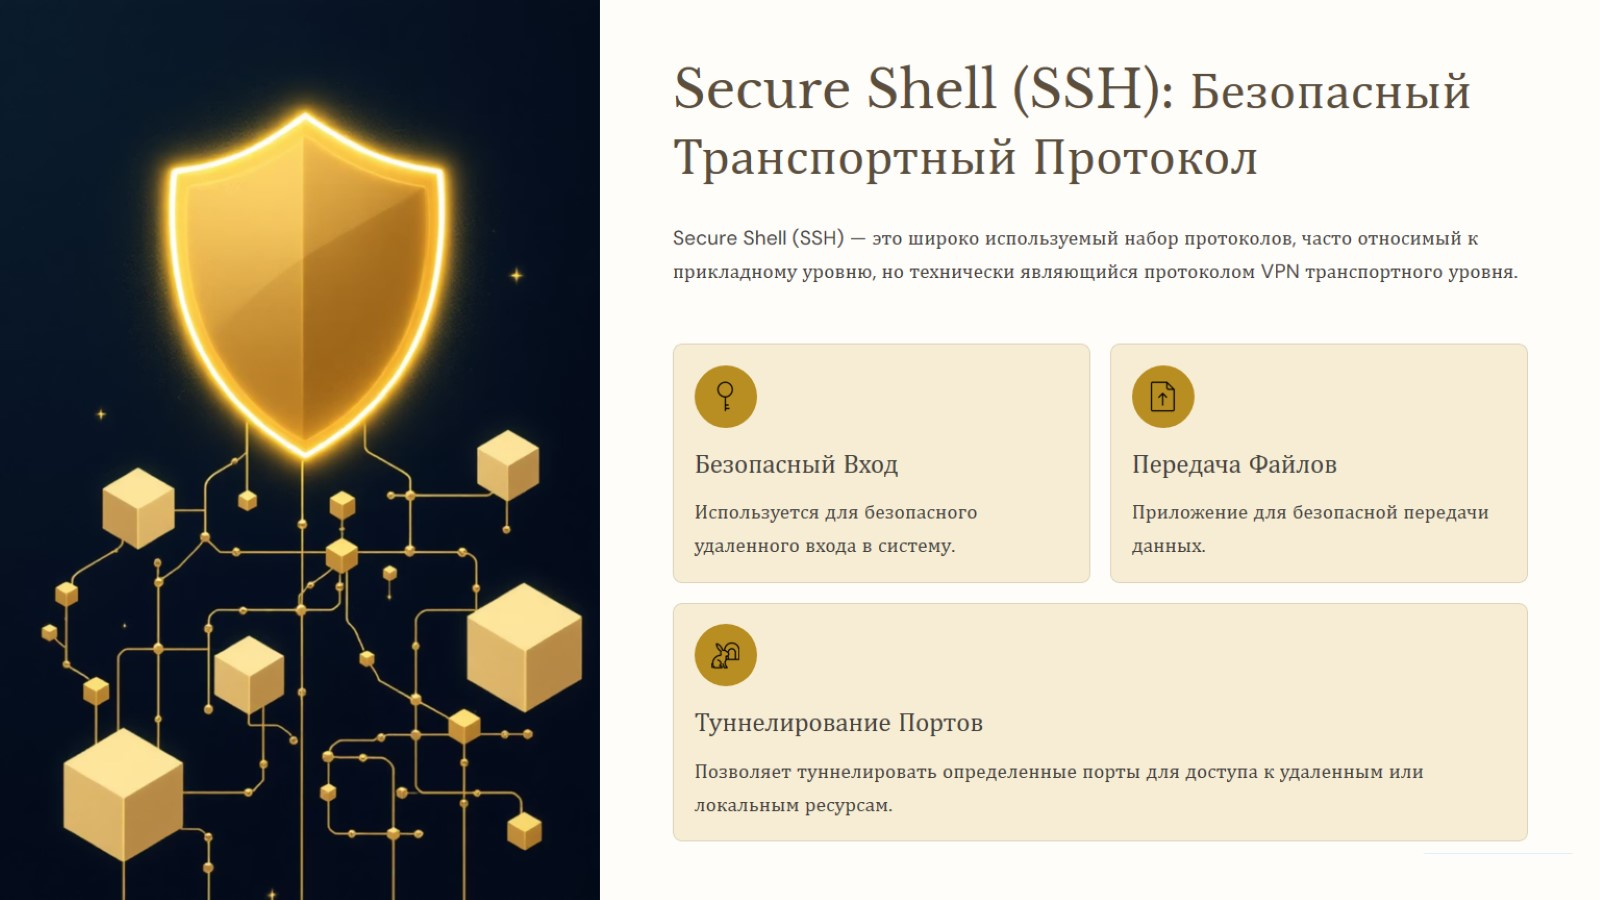 Secure Shell (SSH): Безопасный
Транспортный Протокол
Secure Shell (SSH) — это широко используемый набор протоколов, часто относимый к
прикладному уровню, но технически являющийся протоколом VPN транспортного уровня.
Безопасный Вход
Используется для безопасного
удаленного входа в систему.
Передача Файлов
Приложение для безопасной передачи
данных.
Туннелирование Портов
Позволяет туннелировать определенные порты для доступа к удаленным или
локальным ресурсам.